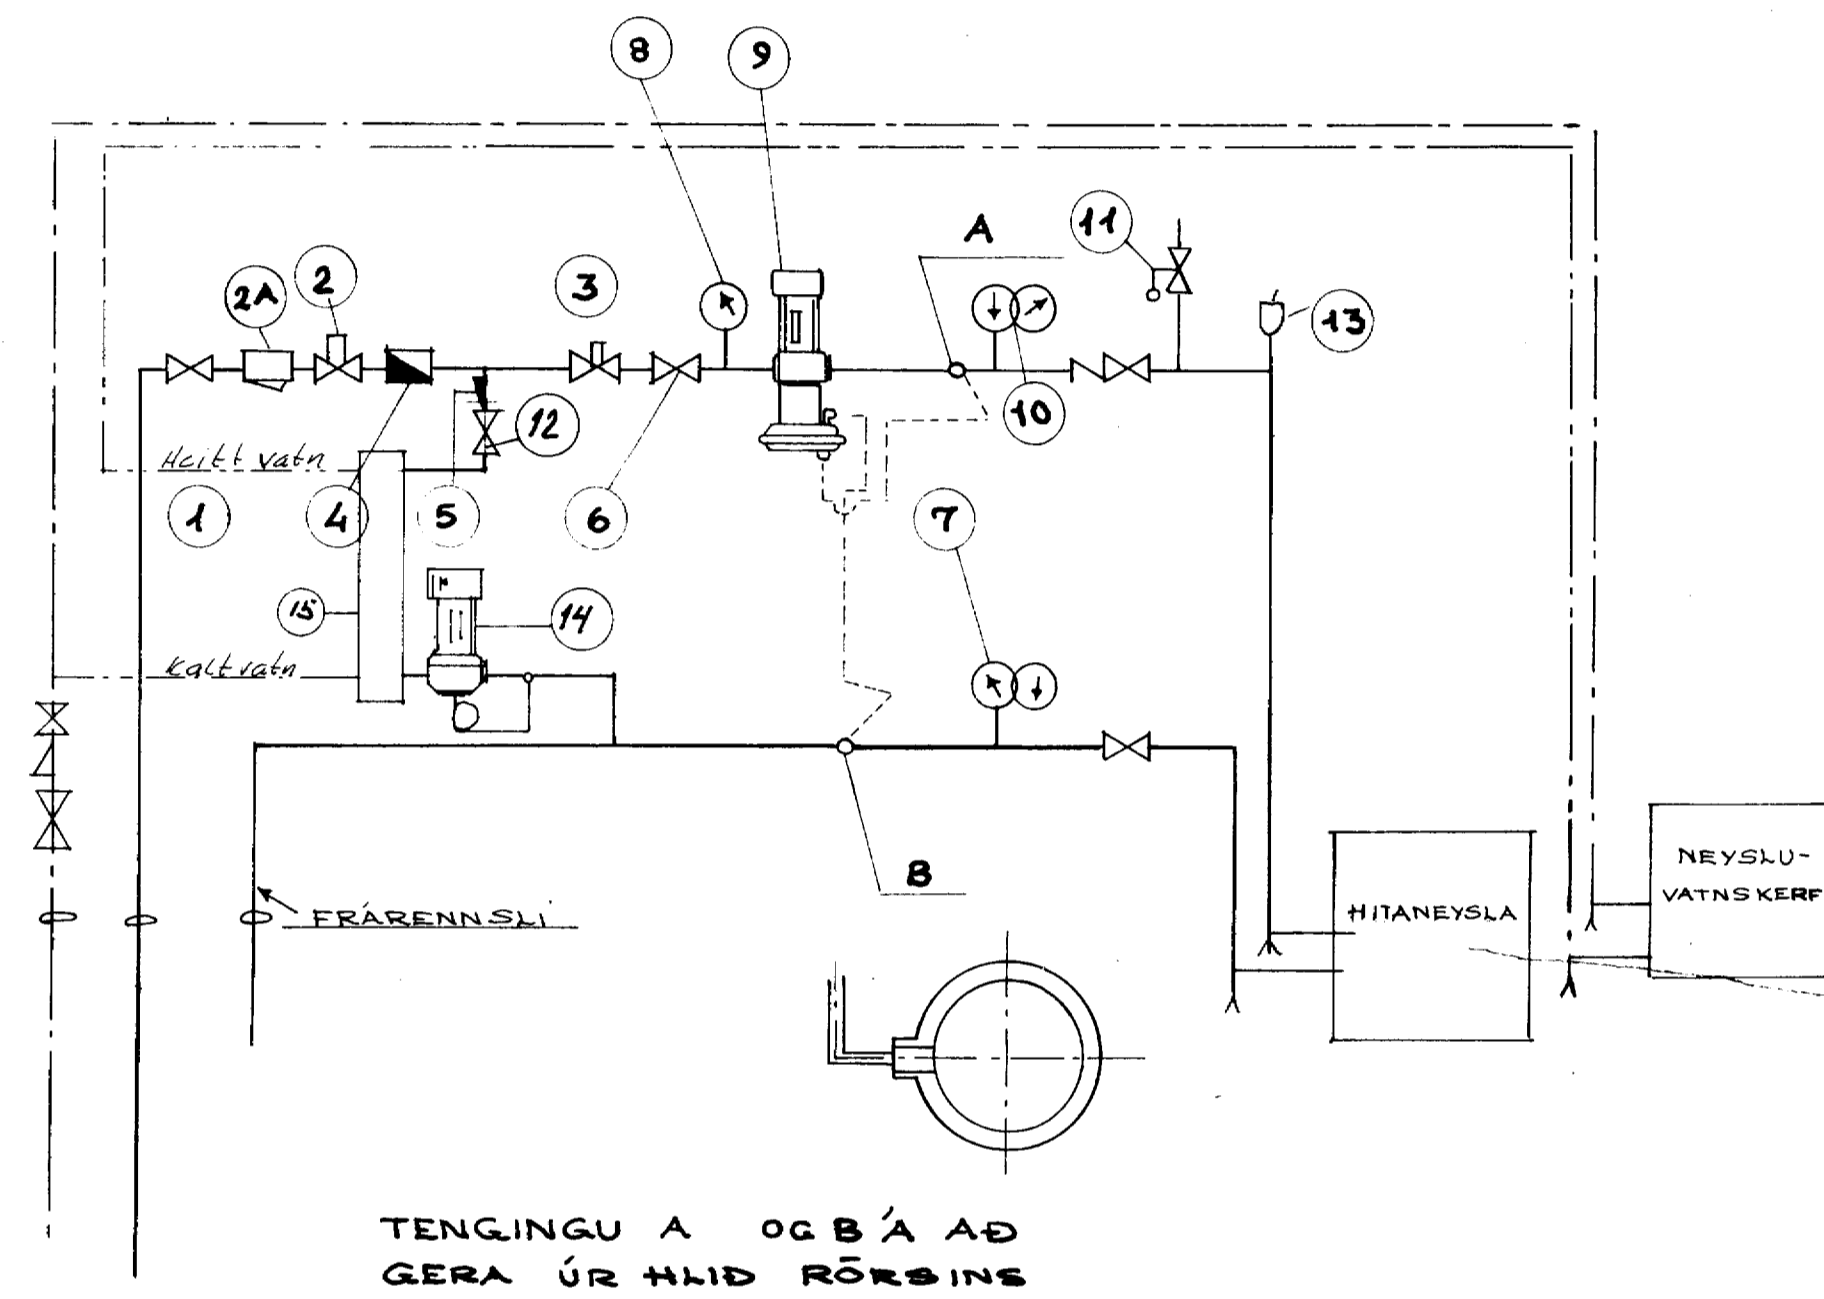 8
9
A
11
2A
2
3
13
10
12
Heitt vatn
1
4
5
6
7
15
14
Kalt vatn
B
FRÁRENNSLI
HITANEYSLA
NEYSLU-
VATNSKERF
TENGINGU A OG B Á AÐ
GERA ÚR HLIÐ RÖRSINS